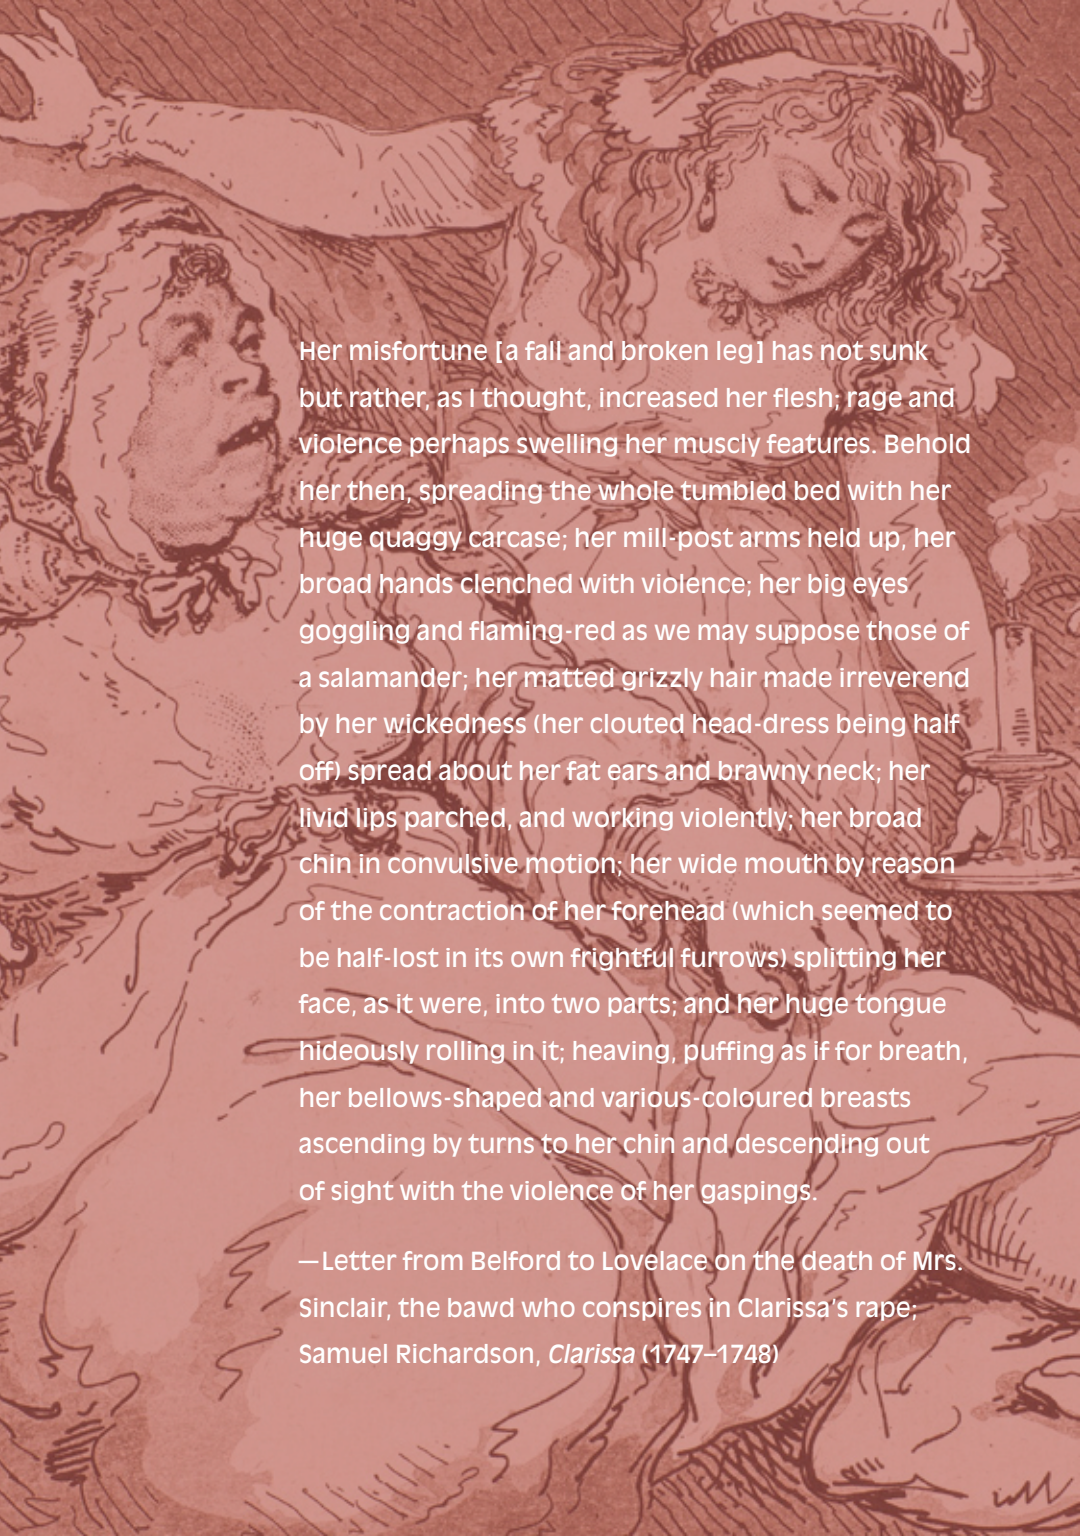 Her misfortune [a fall and broken leg] has not sunk
but rather, as I thought, increased her flesh; rage and
violence perhaps swelling her muscly features. Behold
her then, spreading the whole tumbled bed with her
huge quaggy carcase; her mill-post arms held up, her
broad hands clenched with violence; her big eyes
goggling and flaming-red as we may suppose those of
a salamander; her matted grizzly hair made irreverend
by her wickedness (her clouted head-dress being half
off) spread about her fat ears and brawny neck; her
livid lips parched, and working violently; her broad
chin in convulsive motion; her wide mouth by reason
of the contraction of her forehead (which seemed to
be half-lost in its own frightful furrows) splitting her
face, as it were, into two parts; and her huge tongue
hideously rolling in it; heaving, puffing as if for breath,
her bellows-shaped and various-coloured breasts
ascending by turns to her chin and descending out
of sight with the violence of her gaspings.
—Letter from Belford to Lovelace on the death of Mrs.
Sinclair, the bawd who conspires in Clarissa’s rape;
Samuel Richardson, Clarissa (1747–1748)